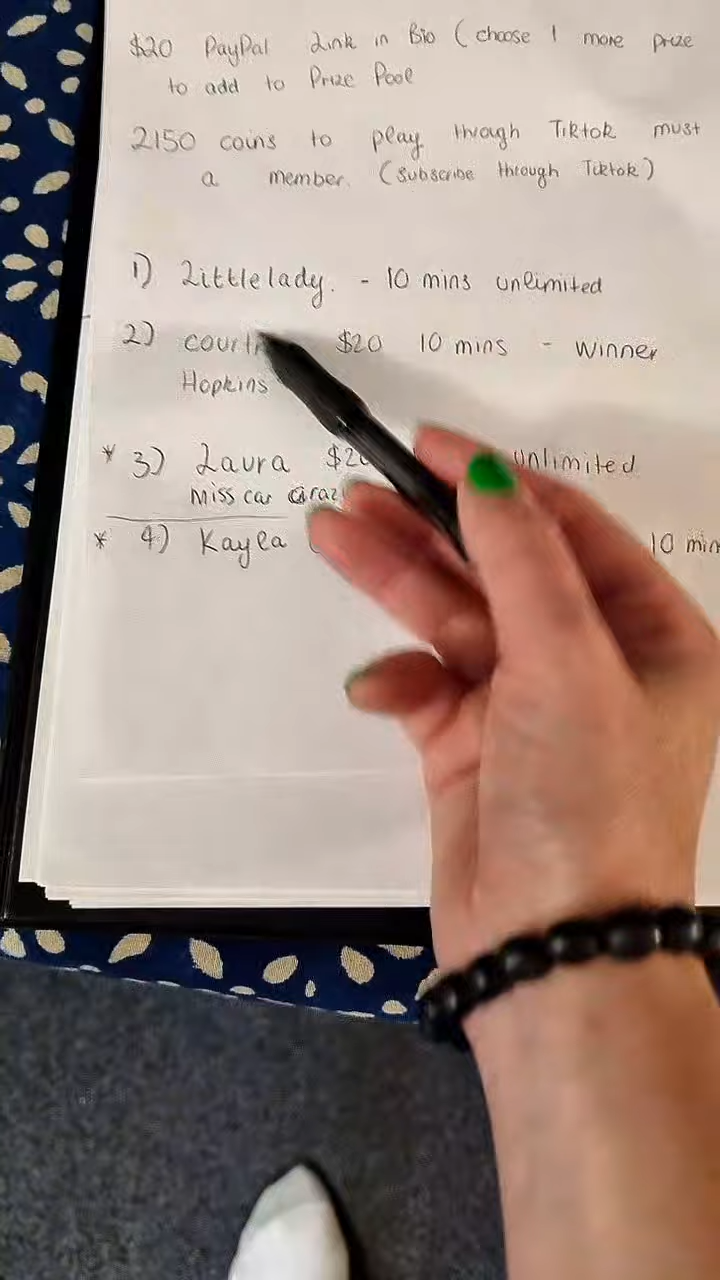 $20 PayPal Link in Bio (choose 1 more prize
to add to Prize Pool
2150 coins to play through Tiktok must
a member. (Subscribe through Tiktok)
1) Littlelady. - 10 mins unlimited
2) $20 10 mins - winner
Hopkins
* 3) Laura unlimited
Miss car
* 4) Kayla 10 min